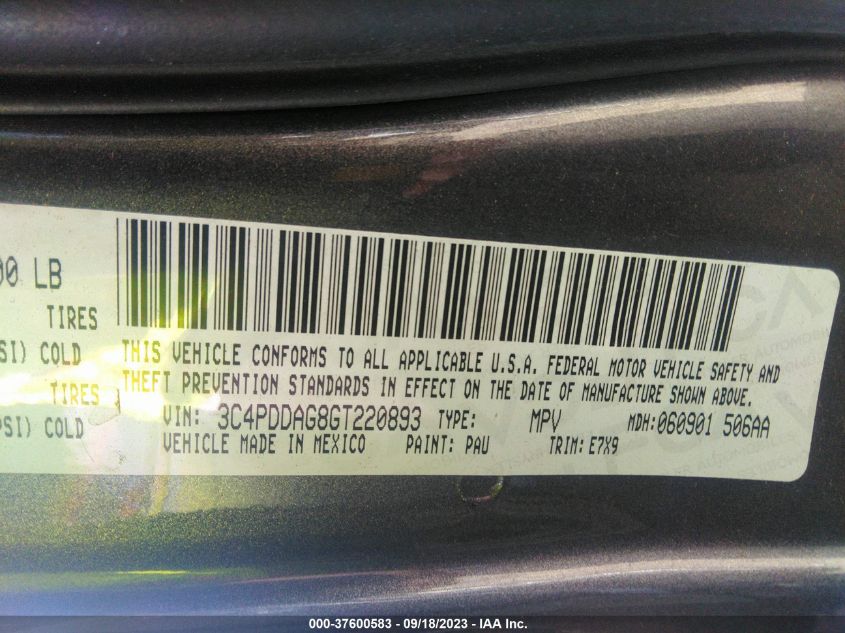 00 LB
TIRES
SI) COLD
TIRES
PSI) COLD
THIS VEHICLE CONFORMS TO ALL APPLICABLE U.S.A. FEDERAL MOTOR VEHICLE SAFETY AND
THEFT PREVENTION STANDARDS IN EFFECT ON THE DATE OF MANUFACTURE SHOWN ABOVE.
VIN: 3C4PDDAG8GT220893 TYPE: MPV MDH: 060901 506AA
VEHICLE MADE IN MEXICO PAINT: PAU TRIM: E7X9
000-37600583 - 09/18/2023 - IAA Inc.